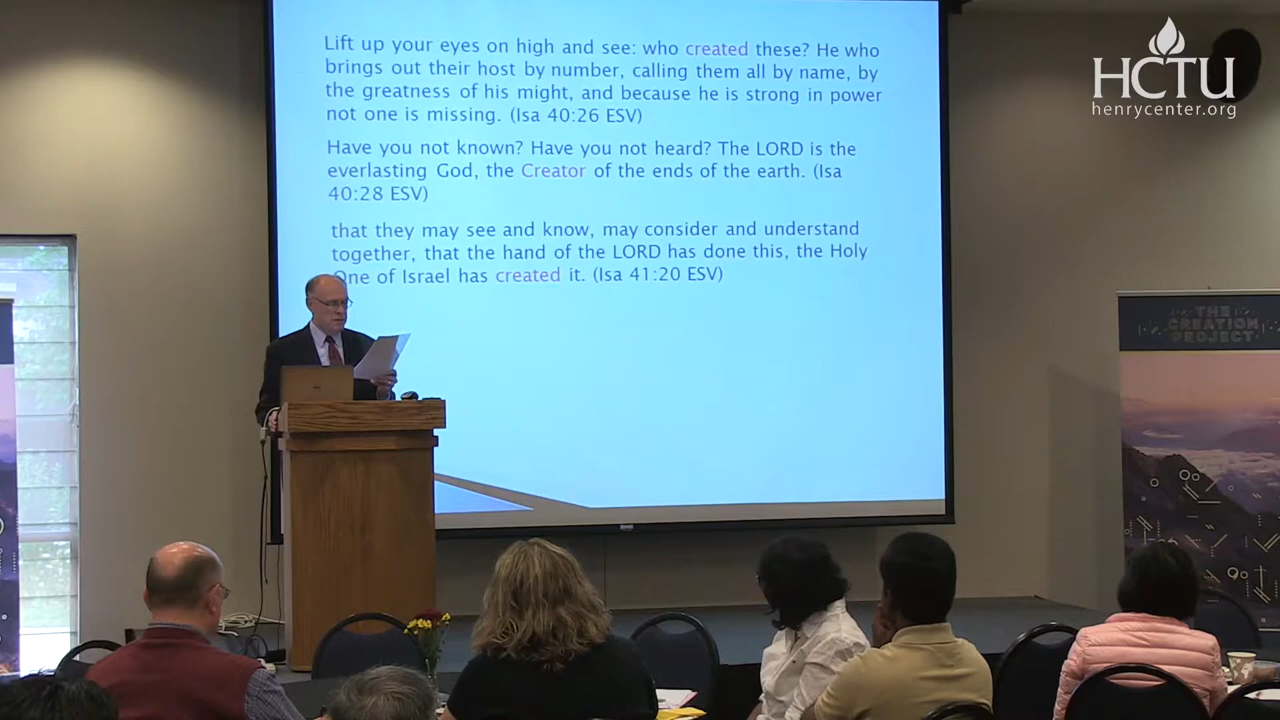 Lift up your eyes on high and see: who created these? He who
brings out their host by number, calling them all by name, by
the greatness of his might, and because he is strong in power
not one is missing. (Isa 40:26 ESV)
Have you not known? Have you not heard? The LORD is the
everlasting God, the Creator of the ends of the earth. (Isa
40:28 ESV)
that they may see and know, may consider and understand
together, that the hand of the LORD has done this, the Holy
One of Israel has created it. (Isa 41:20 ESV)
HCTU
henrycenter.org
THE
CREATION
PROJECT